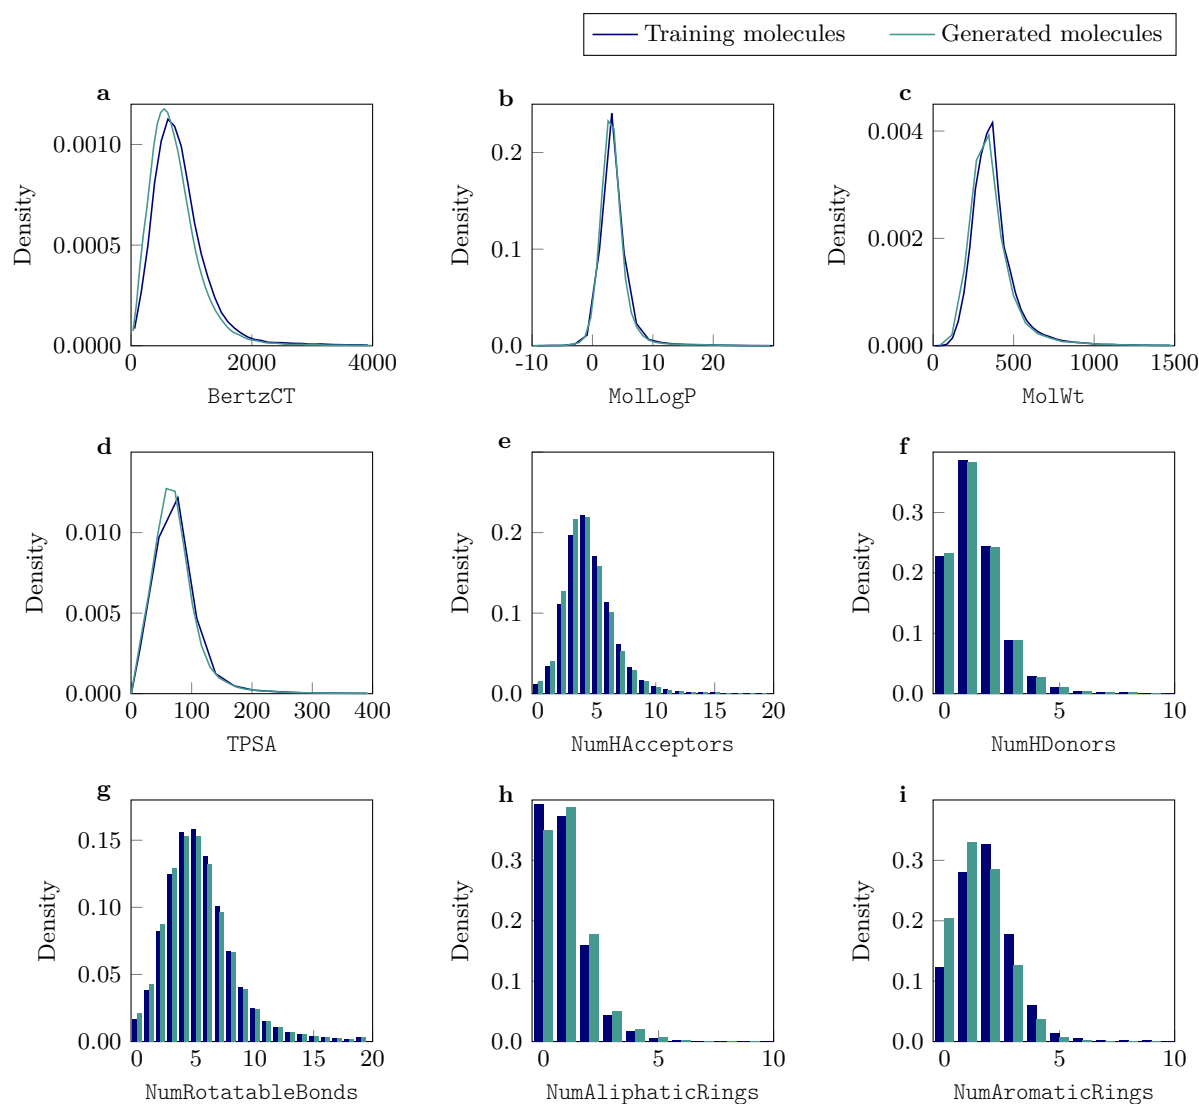 Training molecules Generated molecules
a b c
0.0010 0.2 0.004
Density Density Density
0.0005 0.1 0.002
0.0000 0.0 0.000
0 2000 4000 -10 0 10 20 0 500 1000 1500
BertzCT MolLogP MolWt
d e f
0.010 0.2 0.3
Density Density Density
0.2
0.005 0.1 0.1
0.000 0.0 0.0
0 100 200 300 400 0 5 10 15 20 0 5 10
TPSA NumHAcceptors NumHDonors
g h i
0.15 0.3 0.3
Density Density Density
0.10 0.2 0.2
0.05 0.1 0.1
0.00 0.0 0.0
0 5 10 15 20 0 5 10 0 5 10
NumRotatableBonds NumAliphaticRings NumAromaticRings